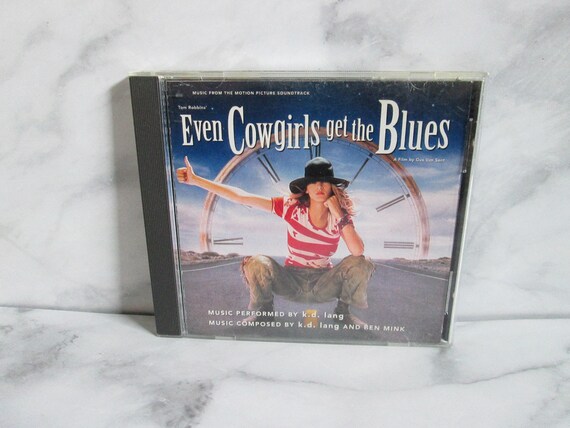 MUSIC FROM THE MOTION PICTURE SOUNDTRACK
Tom Robbins'
Even Cowgirls get the Blues
A Film by Gus Van Sant
MUSIC PERFORMED BY k.d. lang
MUSIC COMPOSED BY k.d. lang AND BEN MINK